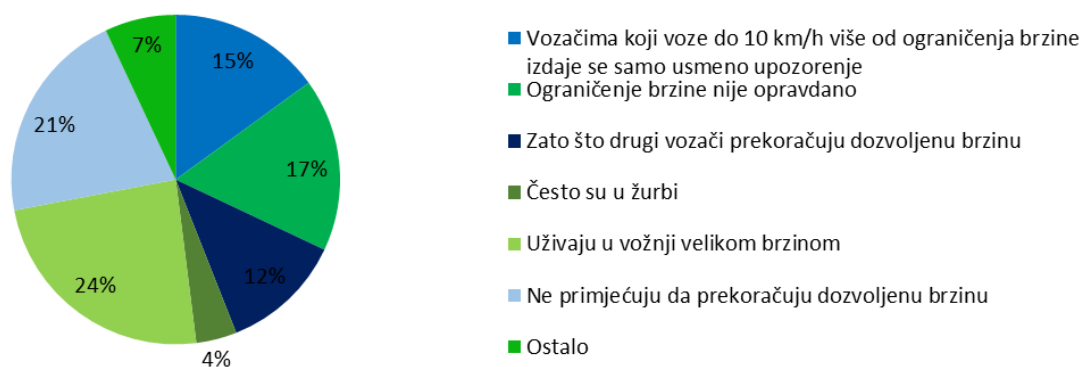 7%
15%
21%
17%
24%
12%
4%
Vozačima koji voze do 10 km/h više od ograničenja brzine
izdaje se samo usmeno upozorenje
Ograničenje brzine nije opravdano
Zato što drugi vozači prekoračuju dozvoljenu brzinu
Često su u žurbi
Uživaju u vožnji velikom brzinom
Ne primjećuju da prekoračuju dozvoljenu brzinu
Ostalo